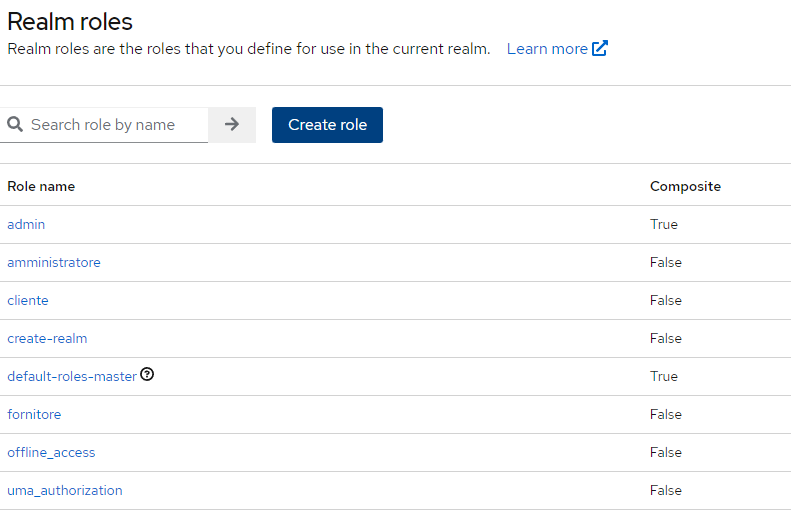 Realm roles
Realm roles are the roles that you define for use in the current realm. Learn more
Search role by name
Create role
Role name Composite
admin True
amministratore False
cliente False
create-realm False
default-roles-master True
fornitore False
offline_access False
uma_authorization False